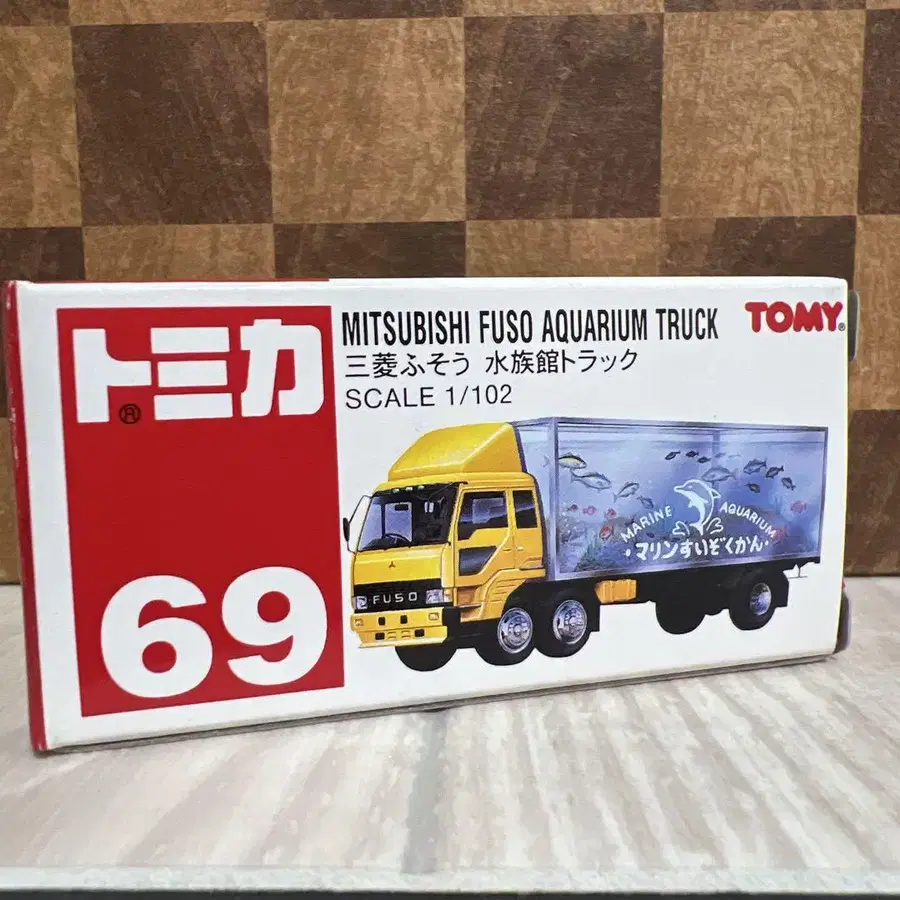 トミカ
®
69
MITSUBISHI FUSO AQUARIUM TRUCK
三菱ふそう 水族館トラック
SCALE 1/102
TOMY®
FUSO
MARINE AQUARIUM
・マリンすいぞくかん・